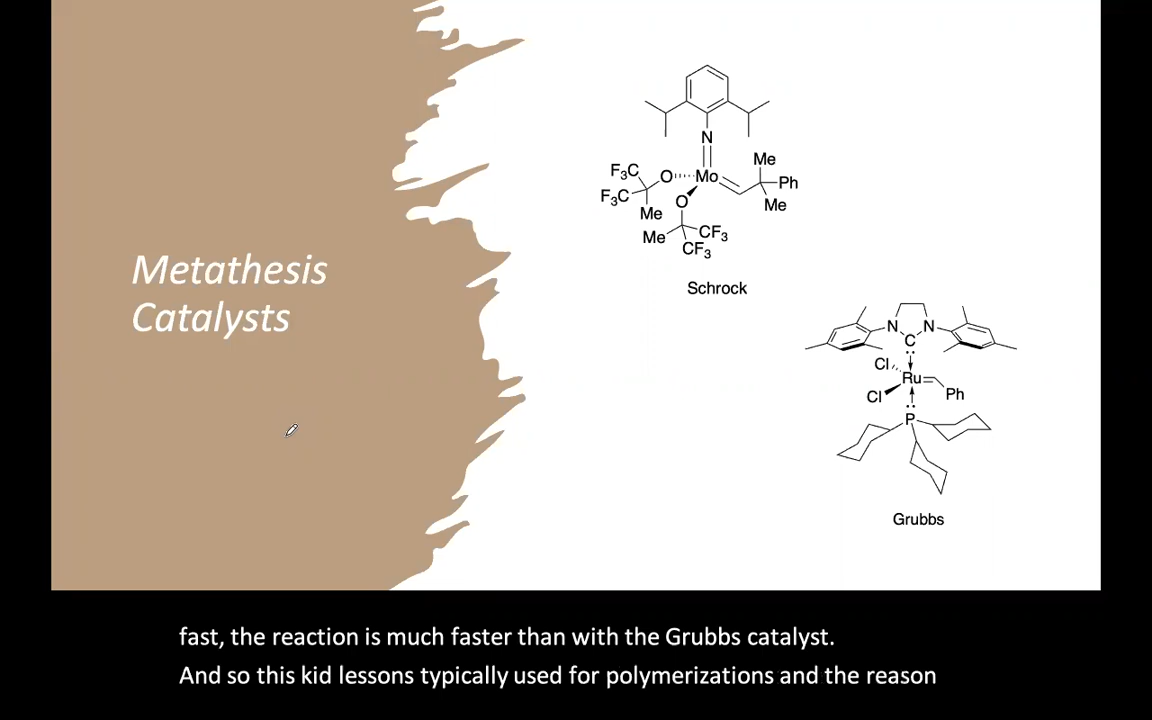 Metathesis
Catalysts
N
Mo
Me
Ph
Me
F₃C
O
F₃C
Me
O
Me
CF₃
CF₃
Schrock
N
N
C
Cl
Ru
Cl
Ph
P
Grubbs
fast, the reaction is much faster than with the Grubbs catalyst.
And so this kid lessons typically used for polymerizations and the reason